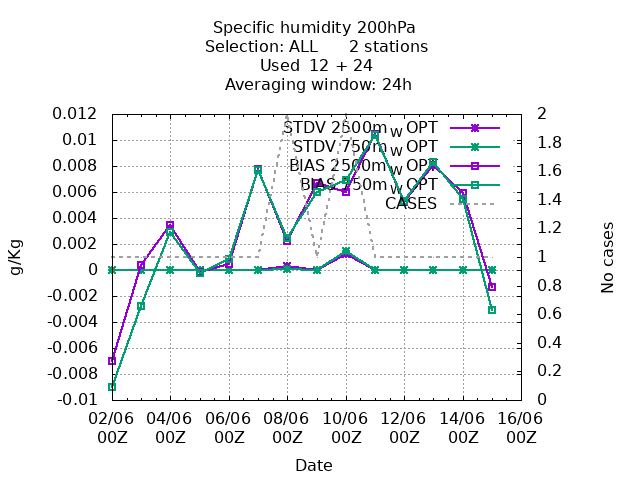 Specific humidity 200hPa
Selection: ALL 2 stations
Used 12 + 24
Averaging window: 24h
0.012
0.01
0.008
0.006
0.004
0.002
0
-0.002
-0.004
-0.006
-0.008
-0.01
g/Kg
STDV 2500m_W OPT
STDV 750m_W OPT
BIAS 2500m_W OPT
BIAS 750m_W OPT
CASES
2
1.8
1.6
1.4
1.2
1
0.8
0.6
0.4
0.2
0
No cases
02/06 04/06 06/06 08/06 10/06 12/06 14/06 16/06
00Z 00Z 00Z 00Z 00Z 00Z 00Z 00Z
Date